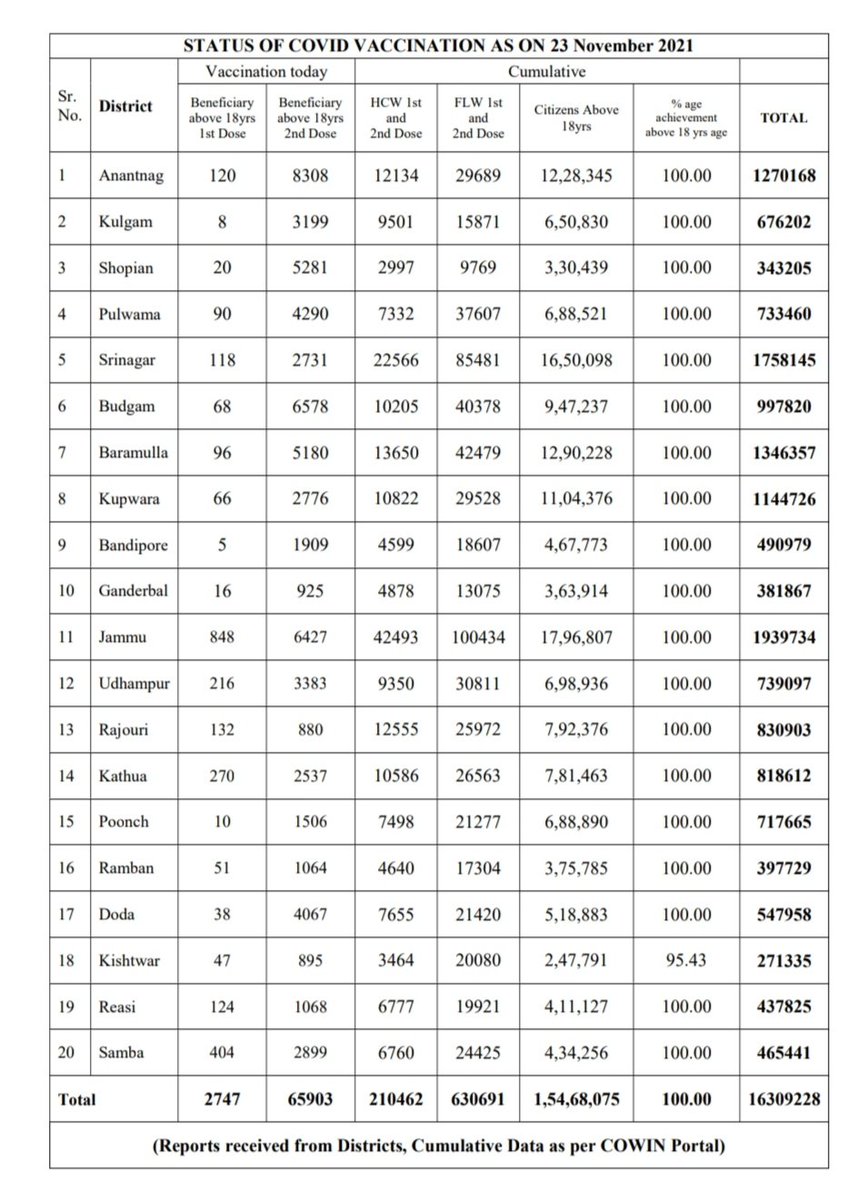 STATUS OF COVID VACCINATION AS ON 23 November 2021
Vaccination today Cumulative
Sr. No. District Beneficiary above 18yrs 1st Dose Beneficiary above 18yrs 2nd Dose HCW 1st and 2nd Dose FLW 1st and 2nd Dose Citizens Above 18yrs % age achievement above 18 yrs age TOTAL
1 Anantnag 120 8308 12134 29689 12,28,345 100.00 1270168
2 Kulgam 8 3199 9501 15871 6,50,830 100.00 676202
3 Shopian 20 5281 2997 9769 3,30,439 100.00 343205
4 Pulwama 90 4290 7332 37607 6,88,521 100.00 733460
5 Srinagar 118 2731 22566 85481 16,50,098 100.00 1758145
6 Budgam 68 6578 10205 40378 9,47,237 100.00 997820
7 Baramulla 96 5180 13650 42479 12,90,228 100.00 1346357
8 Kupwara 66 2776 10822 29528 11,04,376 100.00 1144726
9 Bandipore 5 1909 4599 18607 4,67,773 100.00 490979
10 Ganderbal 16 925 4878 13075 3,63,914 100.00 381867
11 Jammu 848 6427 42493 100434 17,96,807 100.00 1939734
12 Udhampur 216 3383 9350 30811 6,98,936 100.00 739097
13 Rajouri 132 880 12555 25972 7,92,376 100.00 830903
14 Kathua 270 2537 10586 26563 7,81,463 100.00 818612
15 Poonch 10 1506 7498 21277 6,88,890 100.00 717665
16 Ramban 51 1064 4640 17304 3,75,785 100.00 397729
17 Doda 38 4067 7655 21420 5,18,883 100.00 547958
18 Kishtwar 47 895 3464 20080 2,47,791 95.43 271335
19 Reasi 124 1068 6777 19921 4,11,127 100.00 437825
20 Samba 404 2899 6760 24425 4,34,256 100.00 465441
Total 2747 65903 210462 630691 1,54,68,075 100.00 16309228
(Reports received from Districts, Cumulative Data as per COWIN Portal)